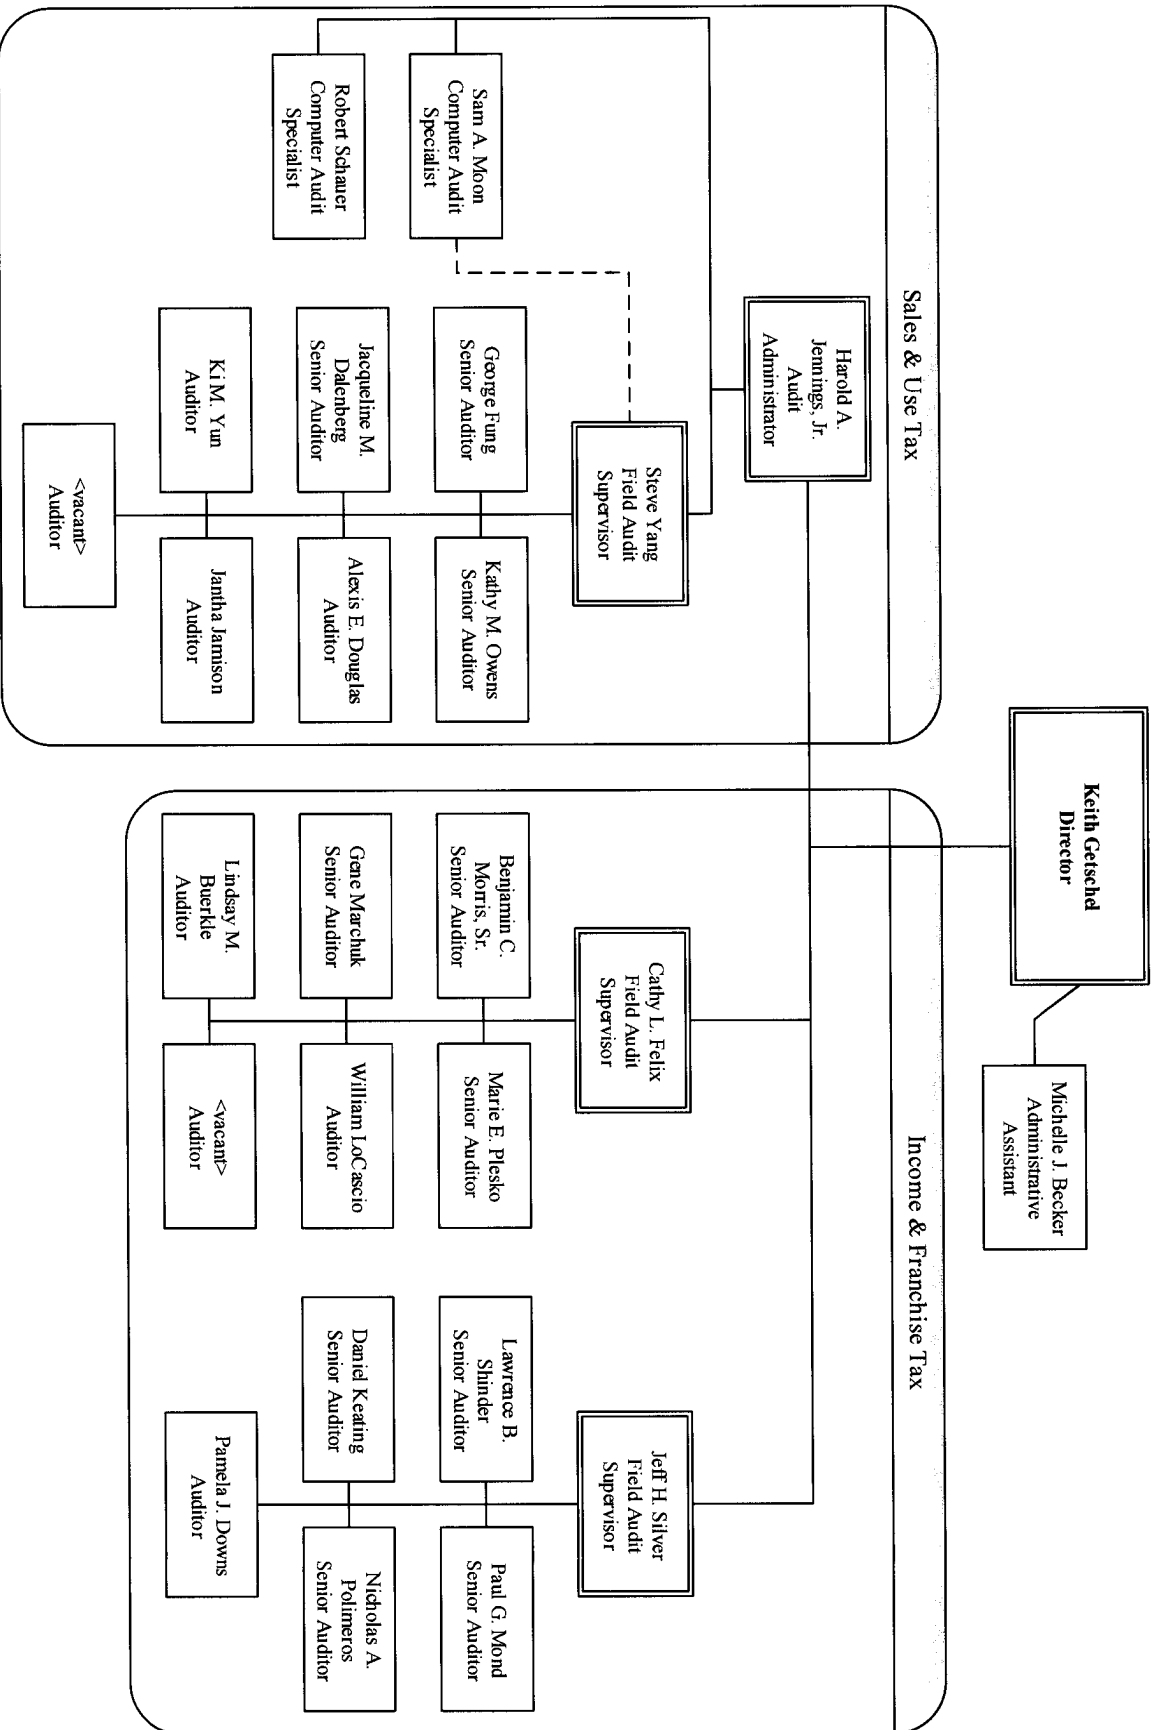 Keith Getschel
Director
Michelle J. Becker
Administrative
Assistant
Sales & Use Tax
Harold A.
Jennings, Jr.
Audit
Administrator
Steve Yang
Field Audit
Supervisor
Sam A. Moon
Computer Audit
Specialist
Robert Schauer
Computer Audit
Specialist
George Fung
Senior Auditor
Kathy M. Owens
Senior Auditor
Jacqueline M.
Dalenberg
Senior Auditor
Alexis E. Douglas
Auditor
Ki M. Yun
Auditor
Jantha Jamison
Auditor
<vacant>
Auditor
Income & Franchise Tax
Cathy L. Felix
Field Audit
Supervisor
Benjamin C.
Morris, Sr.
Senior Auditor
Marie E. Plesko
Senior Auditor
Gene Marchuk
Senior Auditor
William LoCascio
Auditor
Lindsay M.
Buerkle
Auditor
<vacant>
Auditor
Jeff H. Silver
Field Audit
Supervisor
Lawrence B.
Shinder
Senior Auditor
Paul G. Mond
Senior Auditor
Daniel Keating
Senior Auditor
Nicholas A.
Polimeros
Senior Auditor
Pamela J. Downs
Auditor